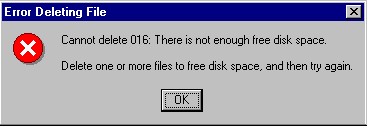 Error Deleting File
Cannot delete 016: There is not enough free disk space.
Delete one or more files to free disk space, and then try again.
OK